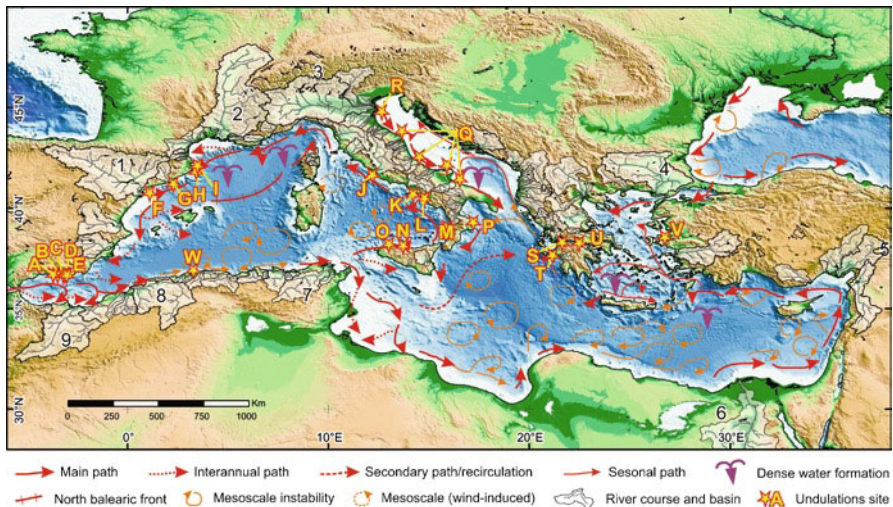 R
3
2
Q
1
4
I
H
G
F
J
K
L
M
P
O N
B C D
A E
W
S
T
U
V
5
7
8
9
6
45°N
40°N
35°N
30°N
0 250 500 750 1000 Km
0° 10°E 20°E 30°E
Main path Interannual path Secondary path/recirculation Sesonal path Dense water formation
North balearic front Mesoscale instability Mesoscale (wind-induced) River course and basin A Undulations site